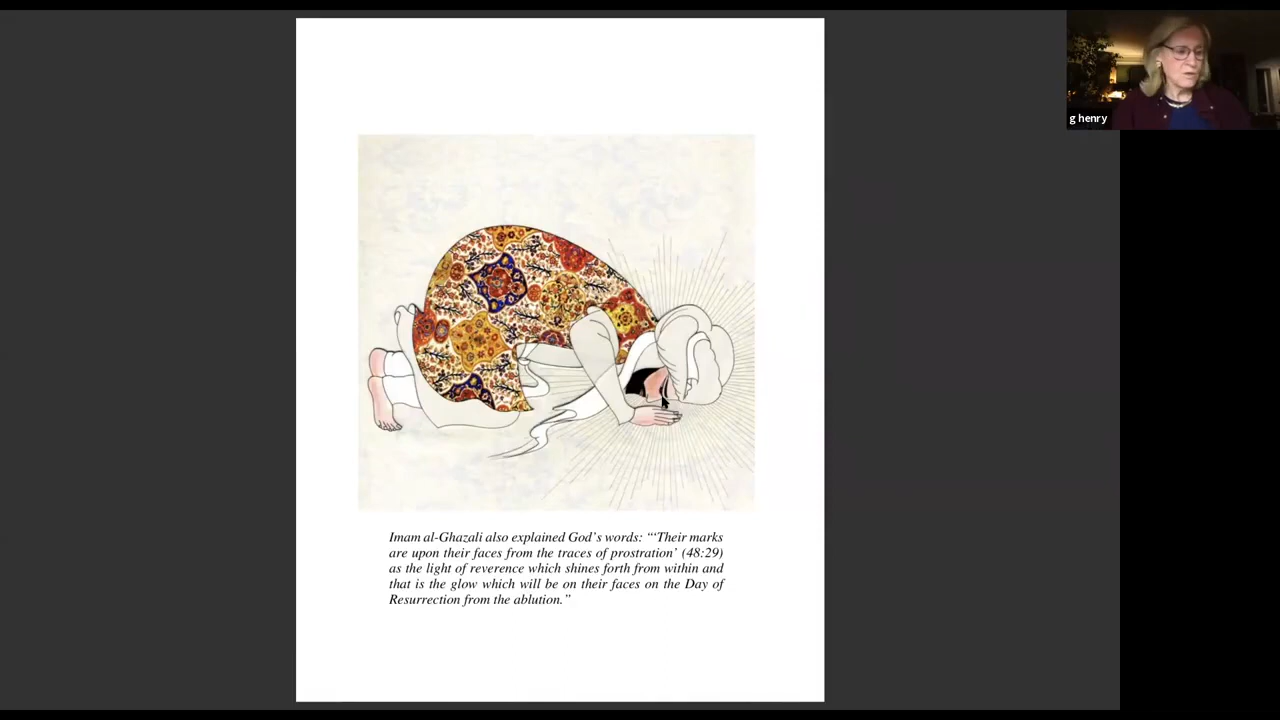 g henry
Imam al-Ghazali also explained God's words: “‘Their marks
are upon their faces from the traces of prostration’ (48:29)
as the light of reverence which shines forth from within and
that is the glow which will be on their faces on the Day of
Resurrection from the ablution.”